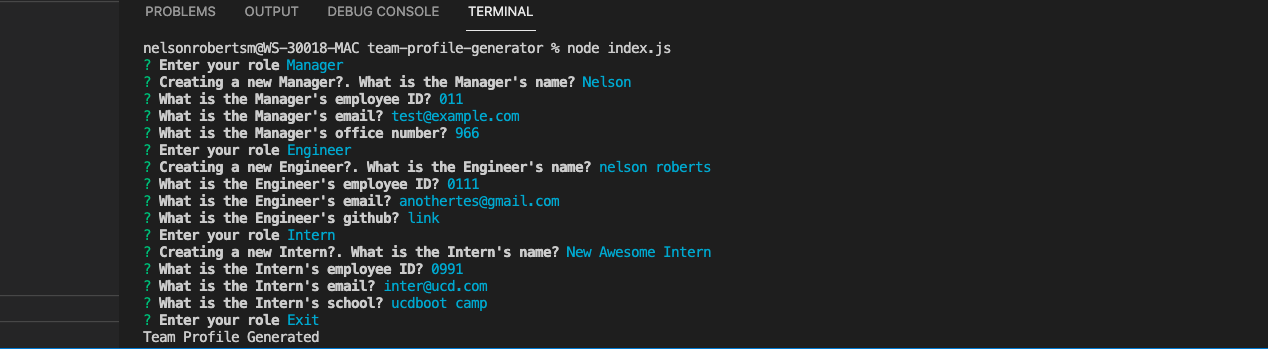 PROBLEMS OUTPUT DEBUG CONSOLE TERMINAL
nelsonrobertsm@WS-30018-MAC team-profile-generator % node index.js
? Enter your role Manager
? Creating a new Manager?. What is the Manager's name? Nelson
? What is the Manager's employee ID? 011
? What is the Manager's email? test@example.com
? What is the Manager's office number? 966
? Enter your role Engineer
? Creating a new Engineer?. What is the Engineer's name? nelson roberts
? What is the Engineer's employee ID? 0111
? What is the Engineer's email? anothertes@gmail.com
? What is the Engineer's github? link
? Enter your role Intern
? Creating a new Intern?. What is the Intern's name? New Awesome Intern
? What is the Intern's employee ID? 0991
? What is the Intern's email? inter@ucd.com
? What is the Intern's school? ucdboot camp
? Enter your role Exit
Team Profile Generated